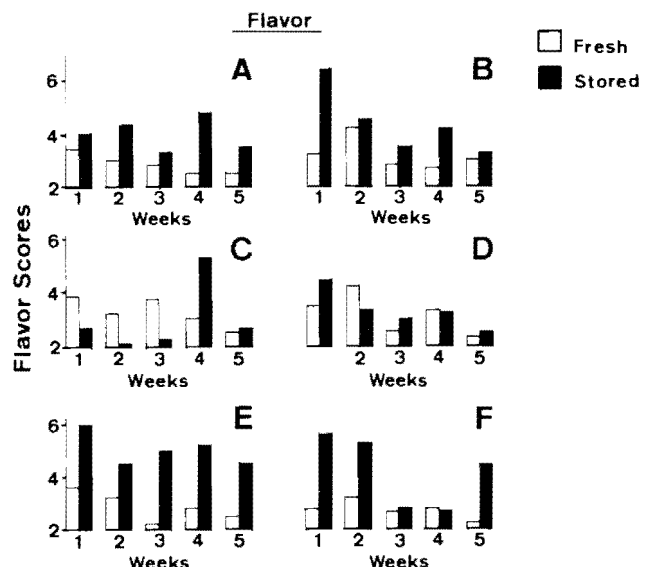 Flavor
Fresh
Stored
Flavor Scores
A
6
4
2
1 2 3 4 5
Weeks
B
1 2 3 4 5
Weeks
C
6
4
2
1 2 3 4 5
Weeks
D
1 2 3 4 5
Weeks
E
6
4
2
1 2 3 4 5
Weeks
F
1 2 3 4 5
Weeks